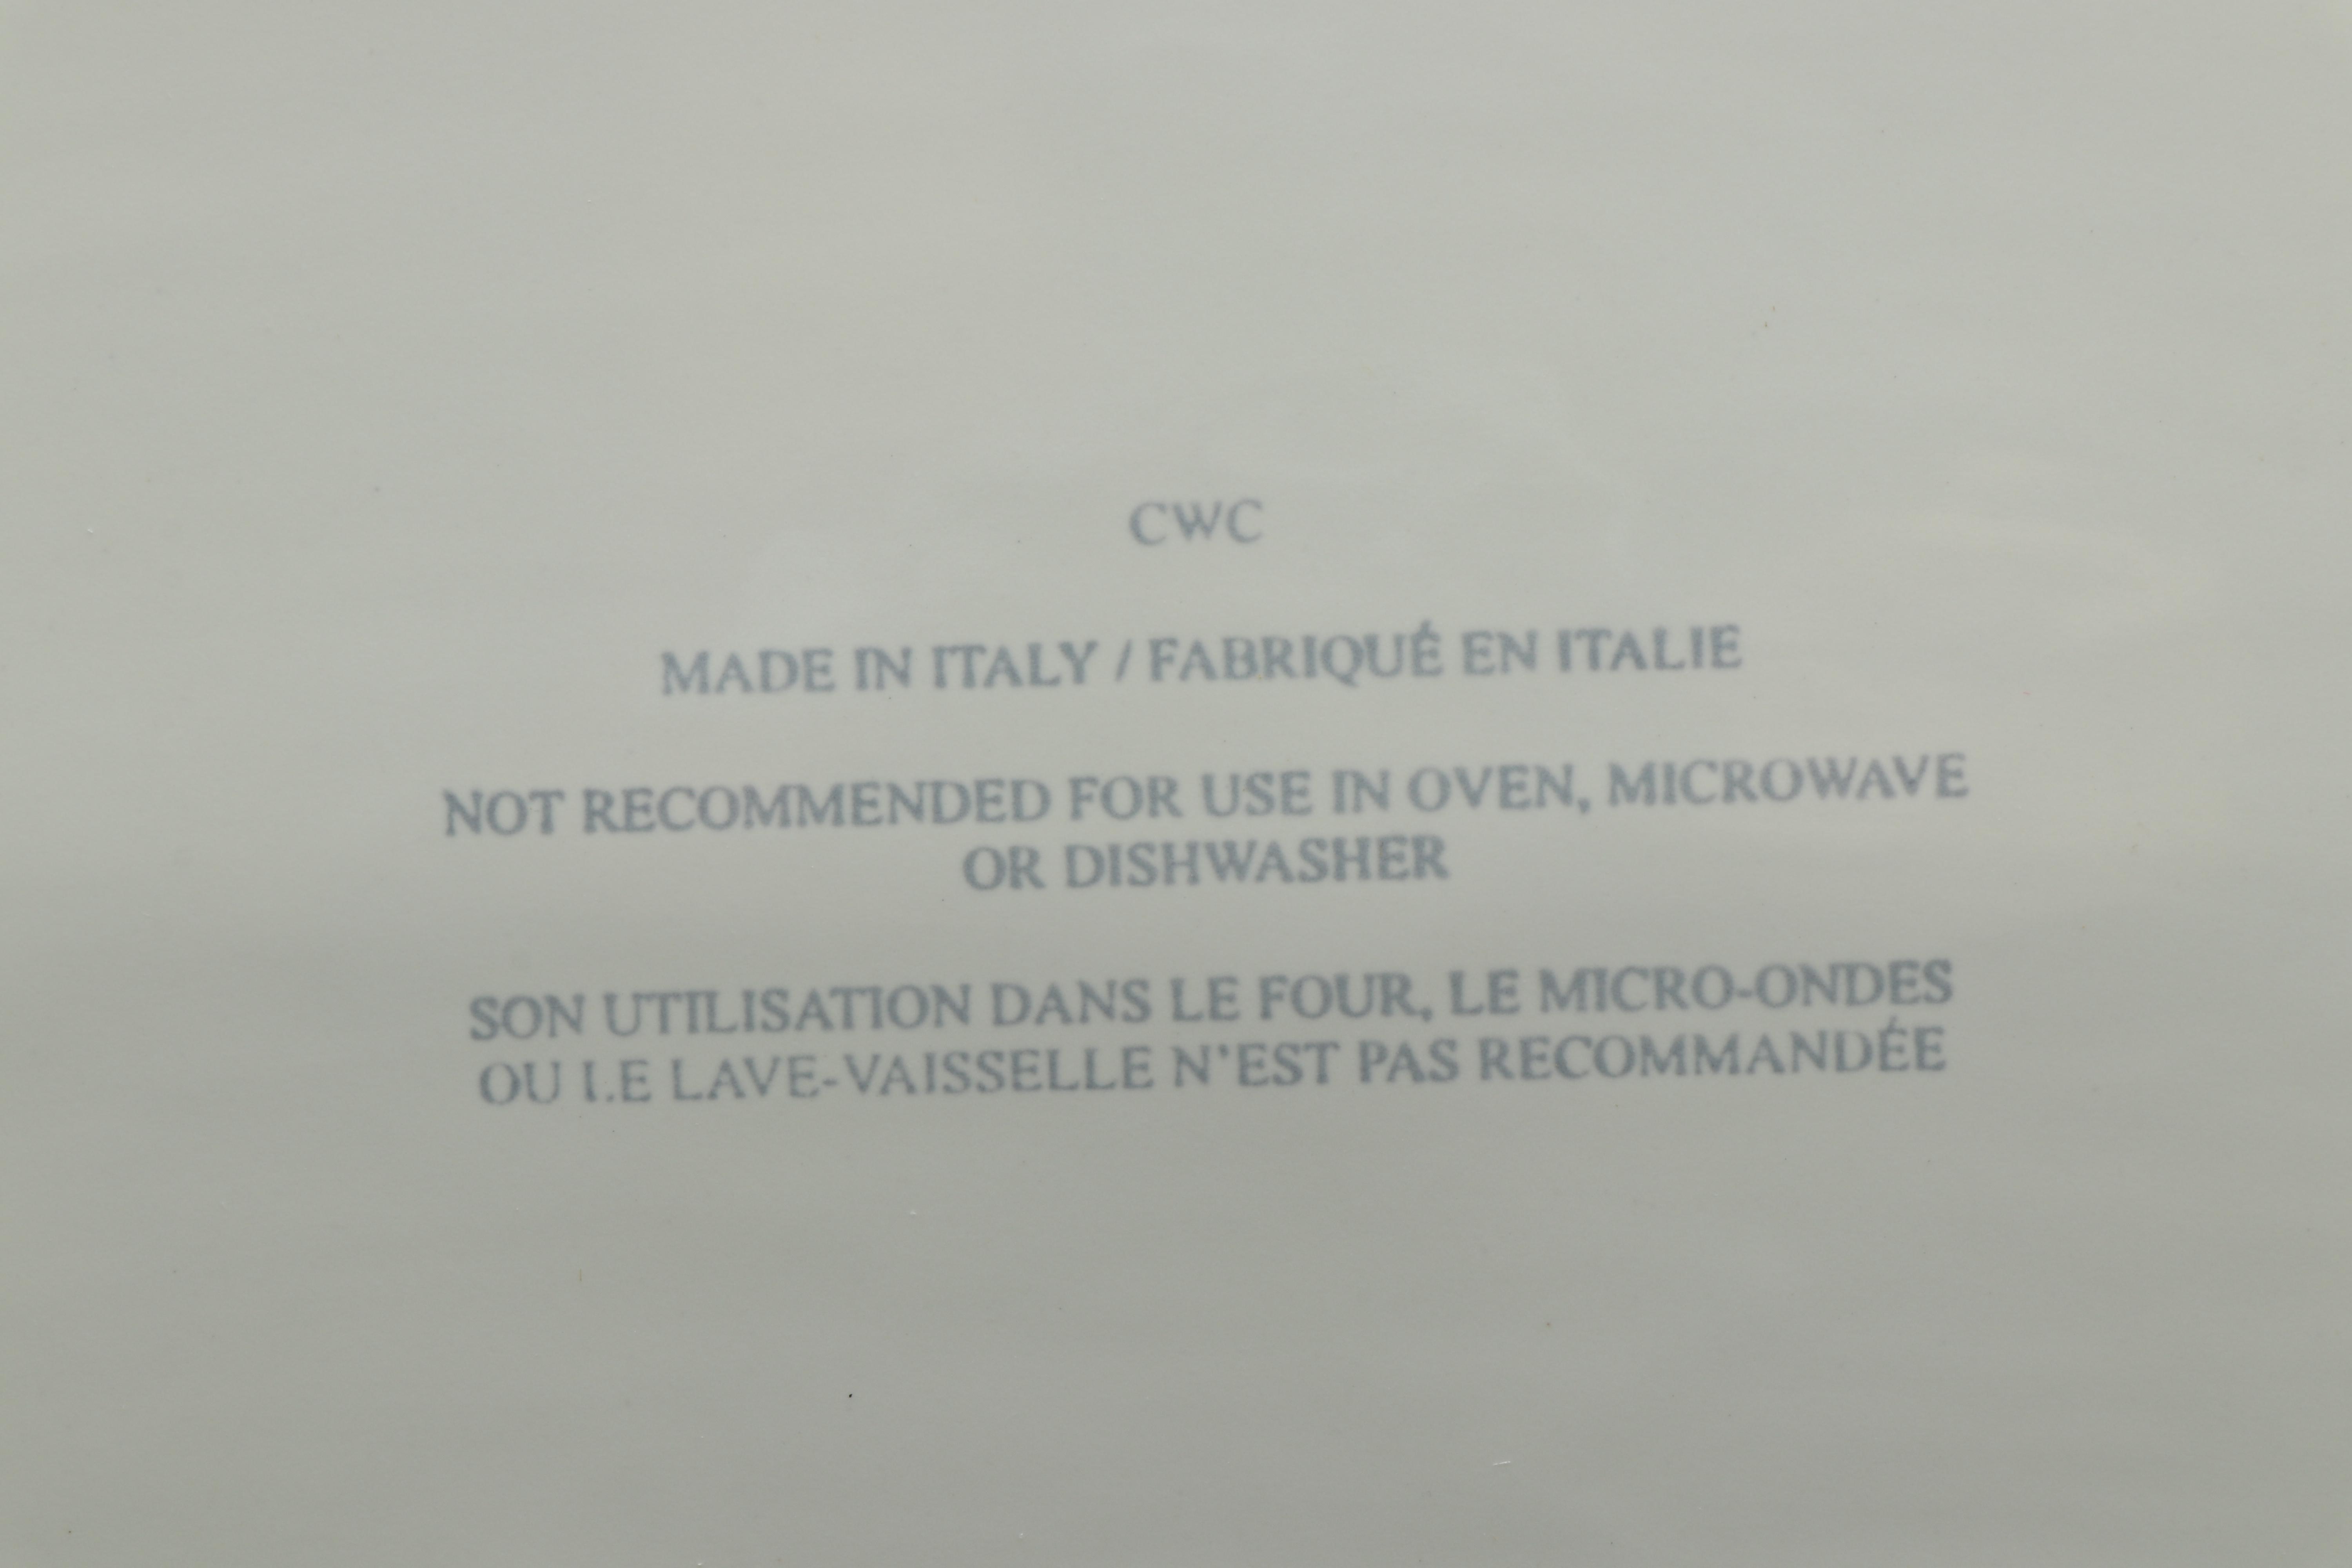 CWC
MADE IN ITALY / FABRIQUÉ EN ITALIE
NOT RECOMMENDED FOR USE IN OVEN, MICROWAVE
OR DISHWASHER
SON UTILISATION DANS LE FOUR, LE MICRO-ONDES
OU LE LAVE-VAISSELLE N'EST PAS RECOMMANDÉE